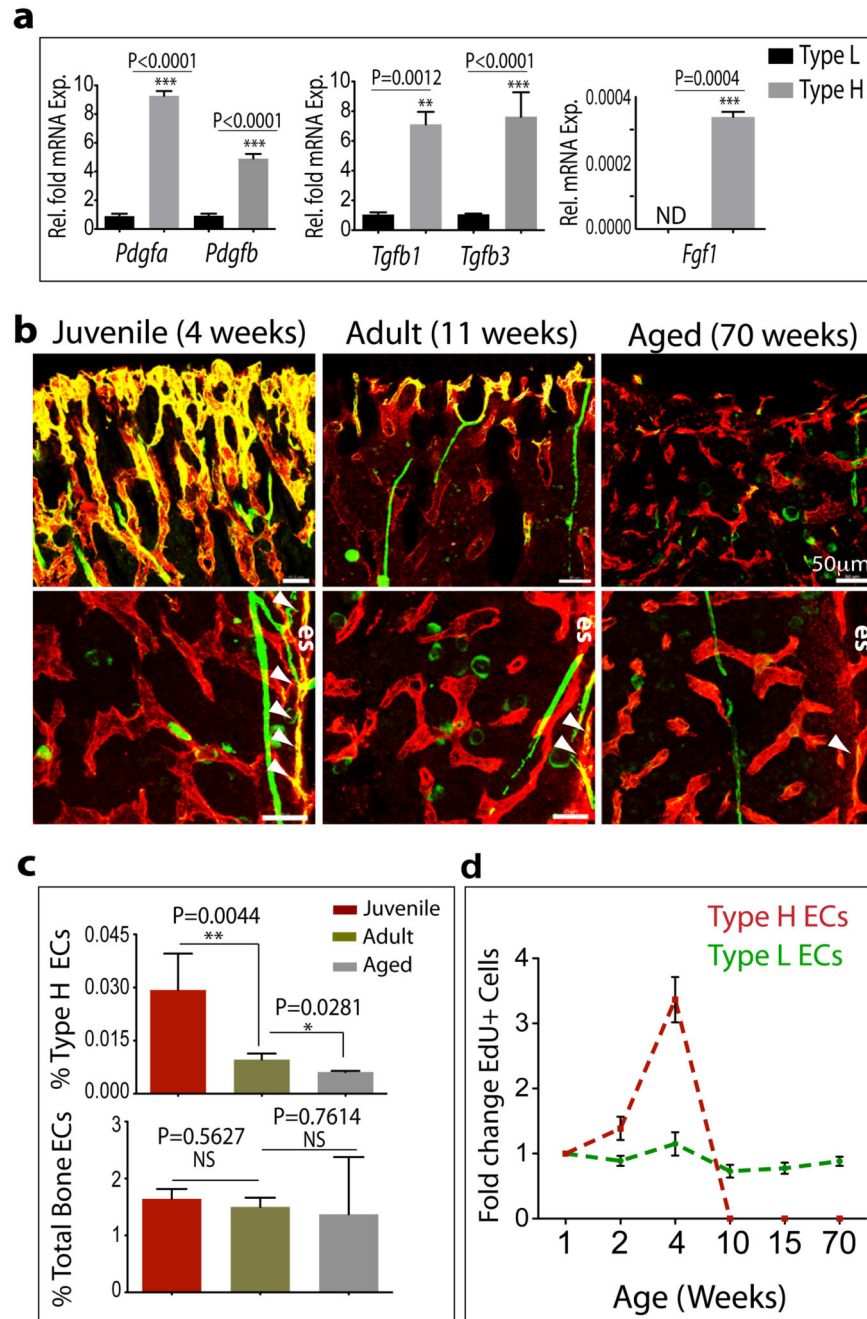 a
P<0.0001
***
P<0.0001
***
Rel. fold mRNA Exp.
10
8
6
4
2
0
Pdgfa Pdgfb
P=0.0012
**
P<0.0001
***
Rel. fold mRNA Exp.
10
8
6
4
2
0
Tgfb1 Tgfb3
P=0.0004
***
Rel. mRNA Exp.
0.0004
0.0002
0.0000
ND
Fgf1
Type L
Type H
b
Juvenile (4 weeks) Adult (11 weeks) Aged (70 weeks)
50μm
es
es
es
c
P=0.0044
**
P=0.0281
*
Juvenile
Adult
Aged
% Type H ECs
0.045
0.030
0.015
0.000
P=0.5627
NS
P=0.7614
NS
% Total Bone ECs
3
2
1
0
d
Type H ECs
Type L ECs
Fold change EdU+ Cells
4
3
2
1
0
1 2 4 10 15 70
Age (Weeks)